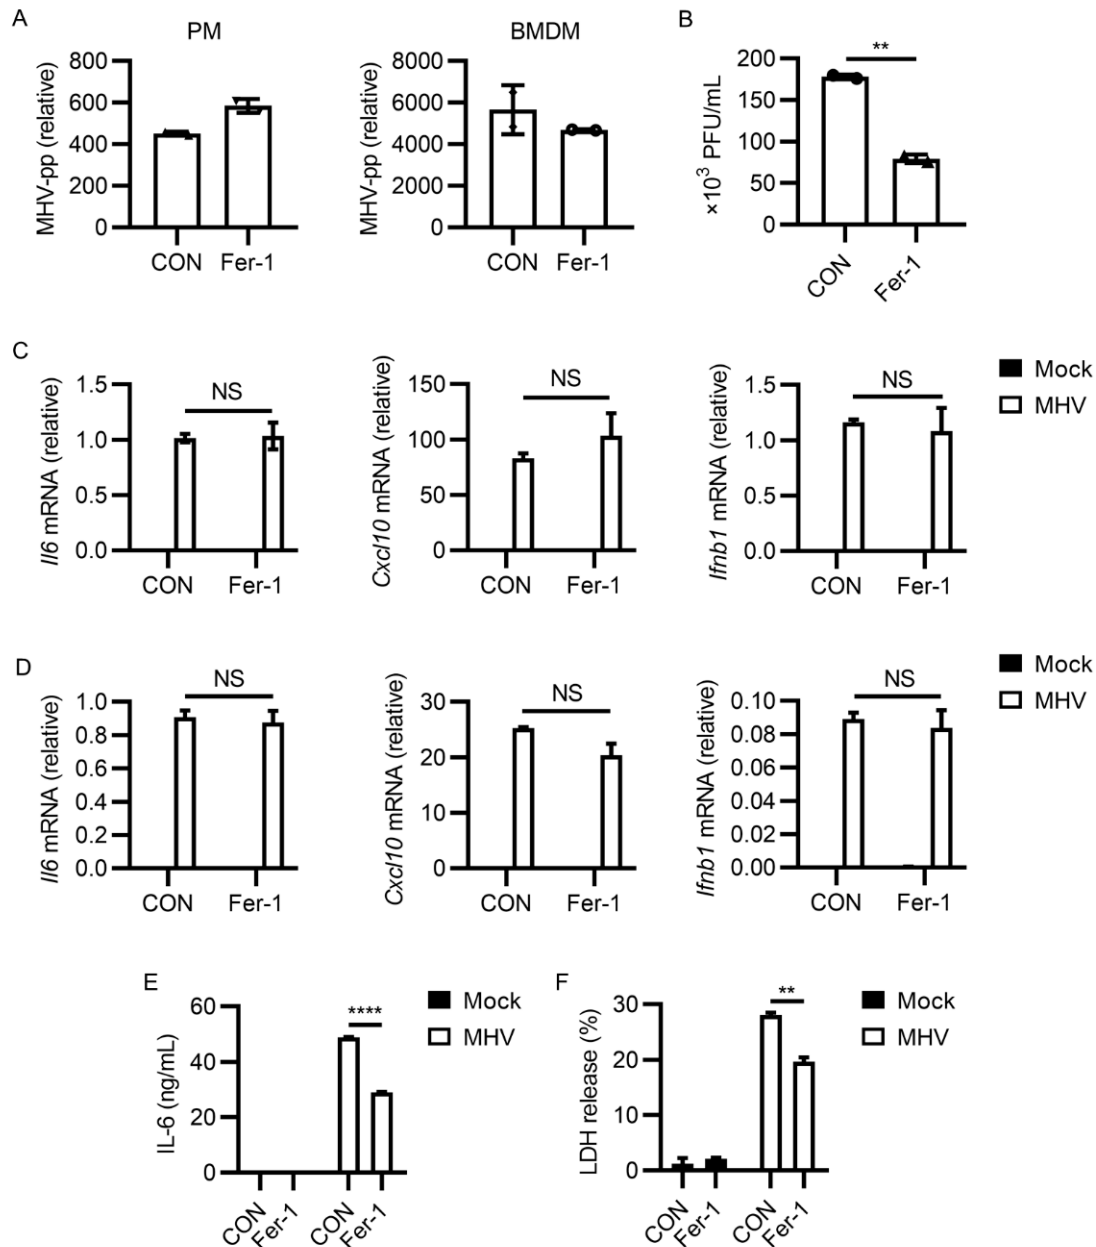 A
PM
MHV-pp (relative)
800
600
400
200
0
CON
Fer-1
BMDM
MHV-pp (relative)
8000
6000
4000
2000
0
CON
Fer-1
B
×10³ PFU/mL
200
150
100
50
0
**
CON
Fer-1
C
Il6 mRNA (relative)
1.5
1.0
0.5
0.0
NS
CON
Fer-1
Cxcl10 mRNA (relative)
150
100
50
0
NS
CON
Fer-1
Ifnb1 mRNA (relative)
1.5
1.0
0.5
0.0
NS
CON
Fer-1
Mock
MHV
D
Il6 mRNA (relative)
1.0
0.8
0.6
0.4
0.2
0.0
NS
CON
Fer-1
Cxcl10 mRNA (relative)
30
20
10
0
NS
CON
Fer-1
Ifnb1 mRNA (relative)
0.10
0.08
0.06
0.04
0.02
0.00
NS
CON
Fer-1
Mock
MHV
E
IL-6 (ng/mL)
60
40
20
0
****
CON
Fer-1
CON
Fer-1
Mock
MHV
F
LDH release (%)
30
20
10
0
**
CON
Fer-1
CON
Fer-1
Mock
MHV